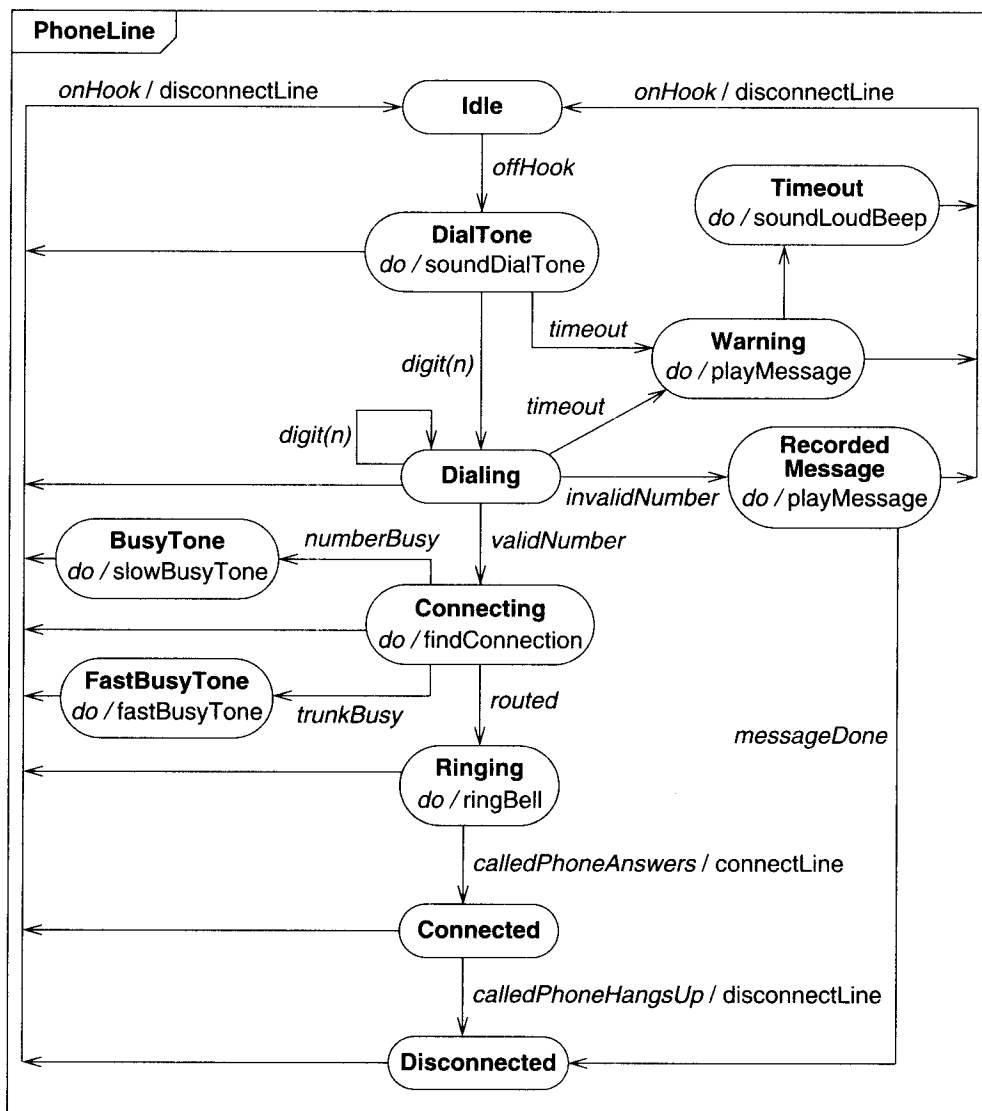 PhoneLine
onHook / disconnectLine
Idle
onHook / disconnectLine
offHook
Timeout
do / soundLoudBeep
DialTone
do / soundDialTone
timeout
Warning
do / playMessage
digit(n)
timeout
digit(n)
Dialing
invalidNumber
Recorded
Message
do / playMessage
BusyTone
do / slowBusyTone
numberBusy
validNumber
Connecting
do / findConnection
FastBusyTone
do / fastBusyTone
trunkBusy
routed
messageDone
Ringing
do / ringBell
calledPhoneAnswers / connectLine
Connected
calledPhoneHangsUp / disconnectLine
Disconnected